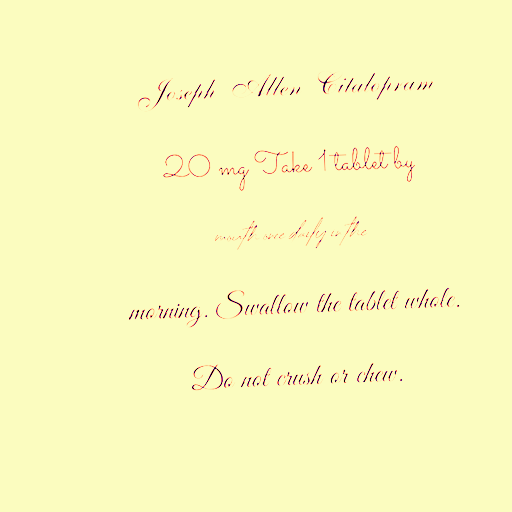 Joseph Allen Citalopram
20 mg Take 1 tablet by
mouth once daily in the
morning. Swallow the tablet whole.
Do not crush or chew.